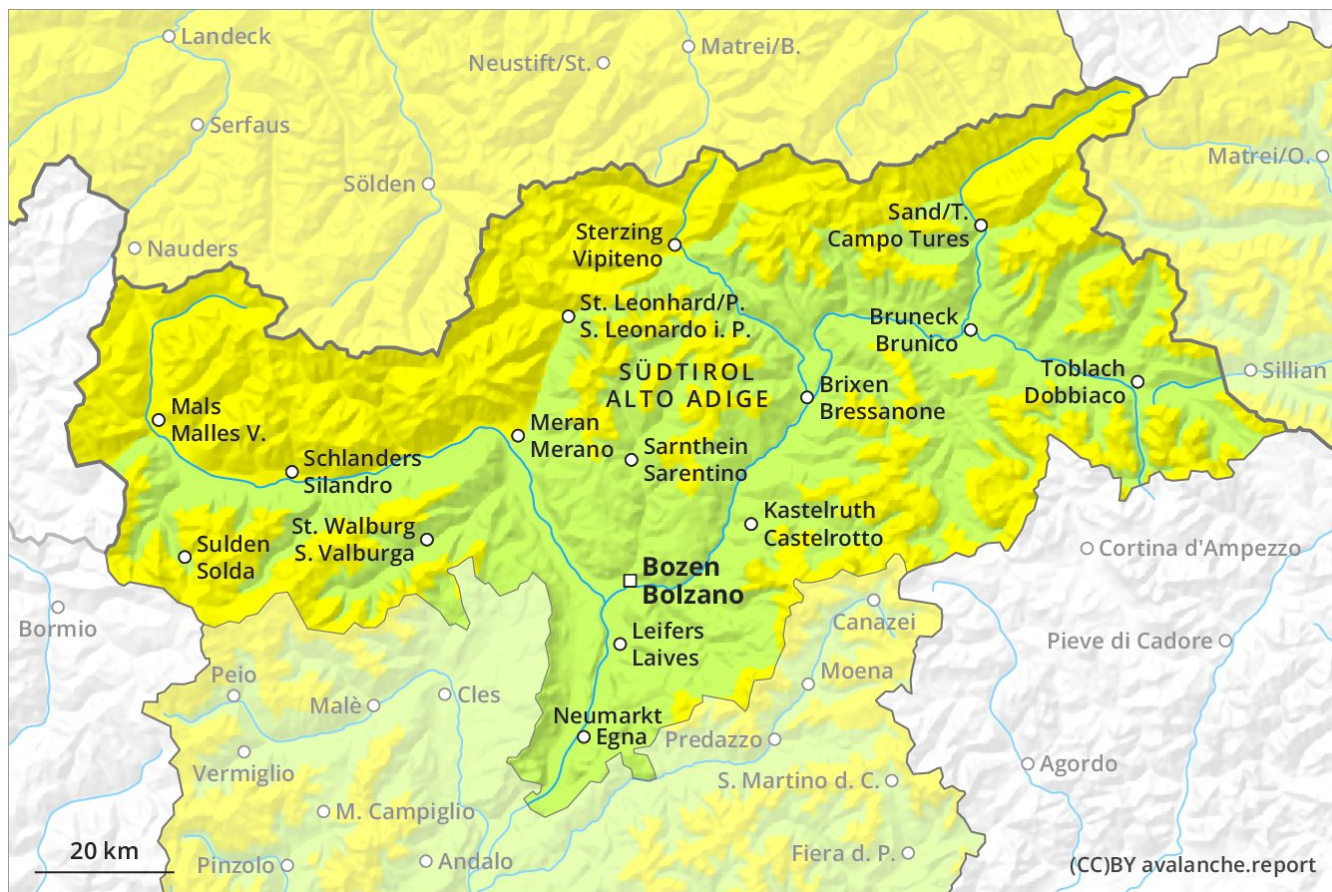 Landeck
Matrei/B.
Neustift/St.
Serfaus
Matrei/O.
Sölden
Sand/T.
Campo Tures
Sterzing
Vipiteno
Nauders
St. Leonhard/P.
S. Leonardo i. P.
Bruneck
Brunico
SÜDTIROL
ALTO ADIGE
Toblach
Dobbiaco
Sillian
Brixen
Bressanone
Mals
Malles V.
Meran
Merano
Sarnthein
Sarentino
Schlanders
Silandro
Kastelruth
Castelrotto
St. Walburg
S. Valburga
Sulden
Solda
Cortina d'Ampezzo
Bozen
Bolzano
Bormio
Canazei
Leifers
Laives
Pieve di Cadore
Peio
Moena
Malè
Cles
Neumarkt
Egna
Predazzo
Vermiglio
Agordo
S. Martino d. C.
M. Campiglio
20 km
Pinzolo
Andalo
Fiera d. P.
(CC)BY avalanche.report